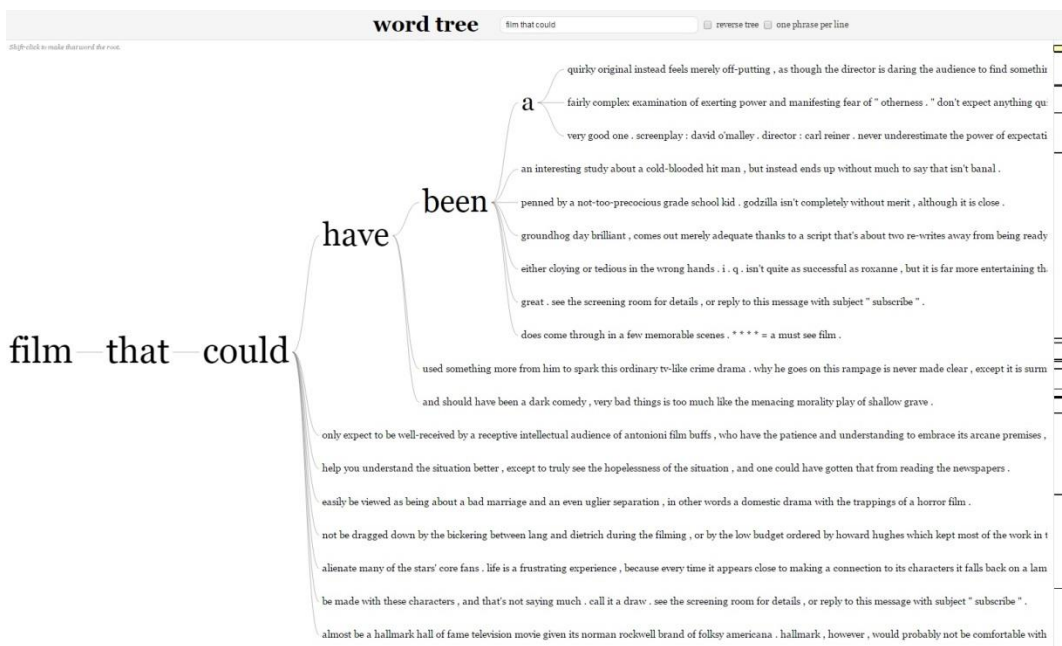 word tree
film that could
reverse tree
one phrase per line
Shift-click to make that word the root.
film that could
have
been
a
quirky original instead feels merely off-putting , as though the director is daring the audience to find somethin
fairly complex examination of exerting power and manifesting fear of " otherness . " don't expect anything qu
very good one . screenplay : david o'malley . director : carl reiner . never underestimate the power of expectati
an interesting study about a cold-blooded hit man , but instead ends up without much to say that isn't banal .
penned by a not-too-precocious grade school kid . godzilla isn't completely without merit , although it is close .
groundhog day brilliant , comes out merely adequate thanks to a script that's about two re-writes away from being ready
either cloying or tedious in the wrong hands . i . q . isn't quite as successful as roxanne , but it is far more entertaining th
great . see the screening room for details , or reply to this message with subject " subscribe " .
does come through in a few memorable scenes . * * * * = a must see film .
used something more from him to spark this ordinary tv-like crime drama . why he goes on this rampage is never made clear , except it is surm
and should have been a dark comedy , very bad things is too much like the menacing morality play of shallow grave .
only expect to be well-received by a receptive intellectual audience of antonioni film buffs , who have the patience and understanding to embrace its arcane premises ,
help you understand the situation better , except to truly see the hopelessness of the situation , and one could have gotten that from reading the newspapers .
easily be viewed as being about a bad marriage and an even uglier separation , in other words a domestic drama with the trappings of a horror film .
not be dragged down by the bickering between lang and dietrich during the filming , or by the low budget ordered by howard hughes which kept most of the work in t
alienate many of the stars' core fans . life is a frustrating experience , because every time it appears close to making a connection to its characters it falls back on a lam
be made with these characters , and that's not saying much . call it a draw . see the screening room for details , or reply to this message with subject " subscribe " .
almost be a hallmark hall of fame television movie given its norman rockwell brand of folksy americana . hallmark , however , would probably not be comfortable with